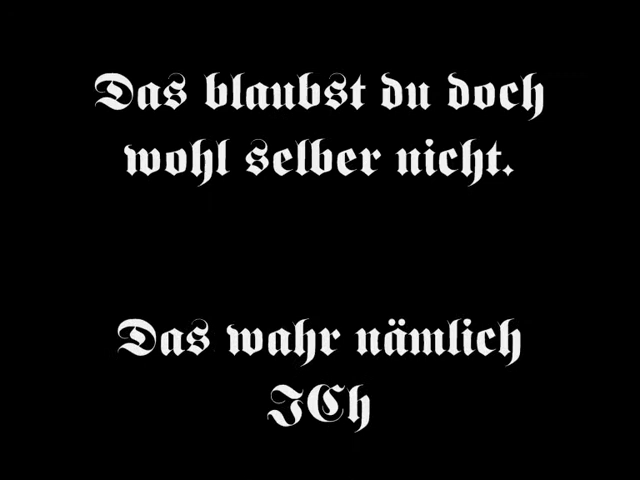 Das blaubst du doch
wohl selber nicht.
Das wahr nämlich
ICh